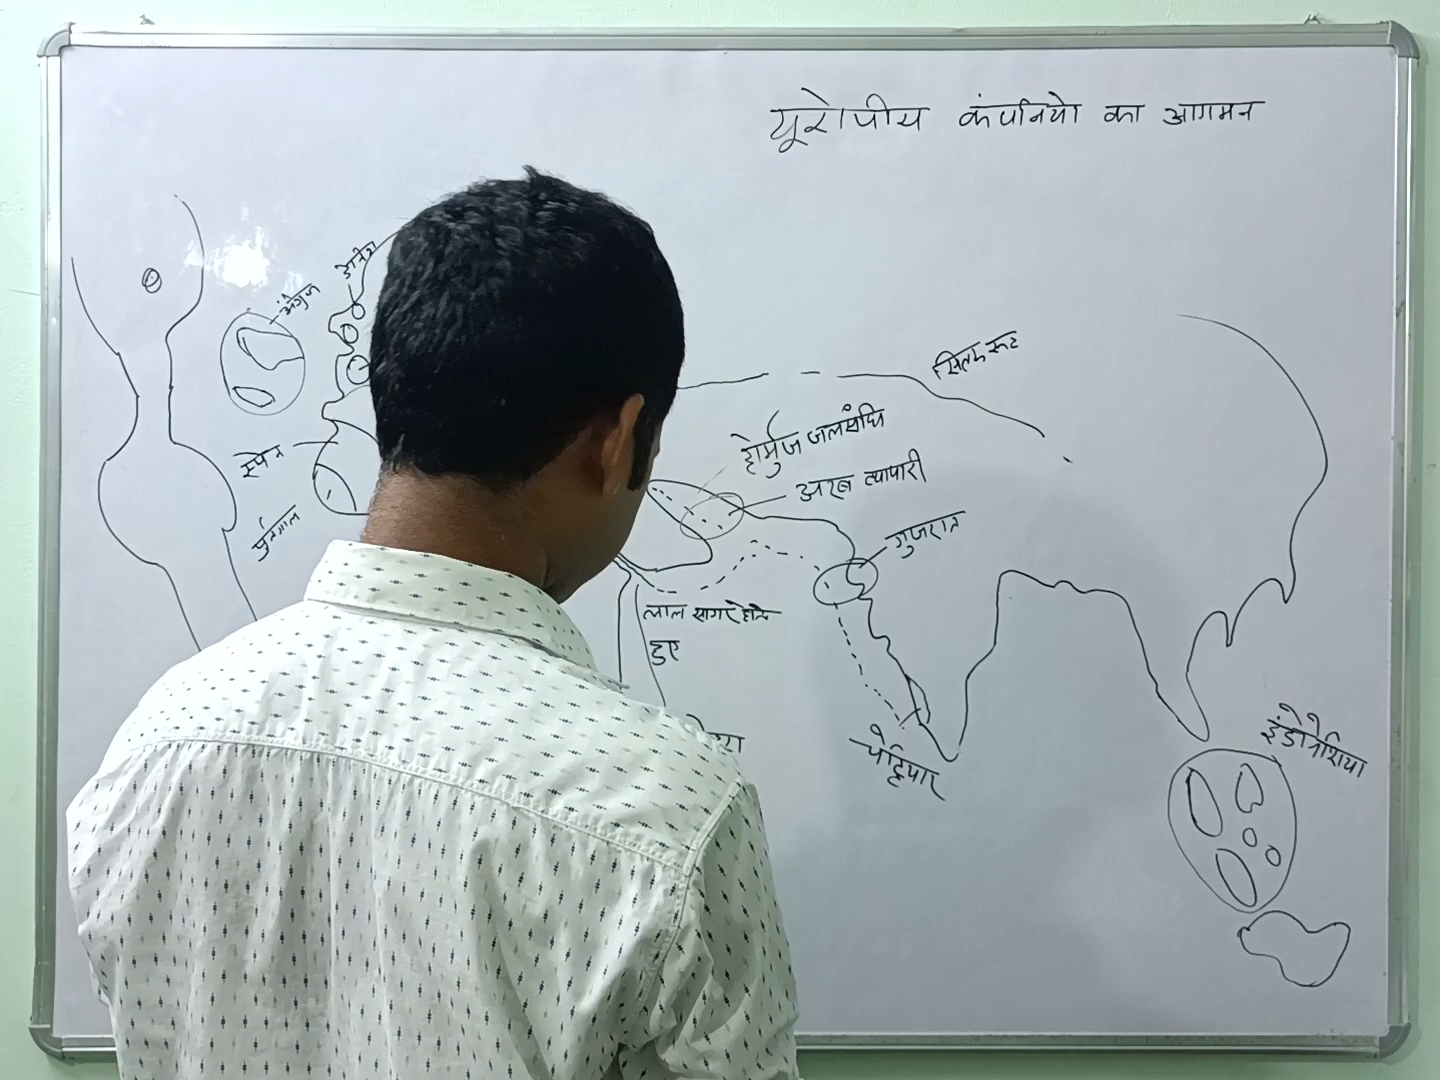 यूरोपीय कंपनियो का आगमन
डेनिश
अंग्रेज
सिल्क रूट
होर्मुज जलसंधि
स्पेन
अरब व्यापारी
पुर्तगाल
गुजरात
लाल सागर होते
हुए
चेट्टियार
इंडोनेशिया